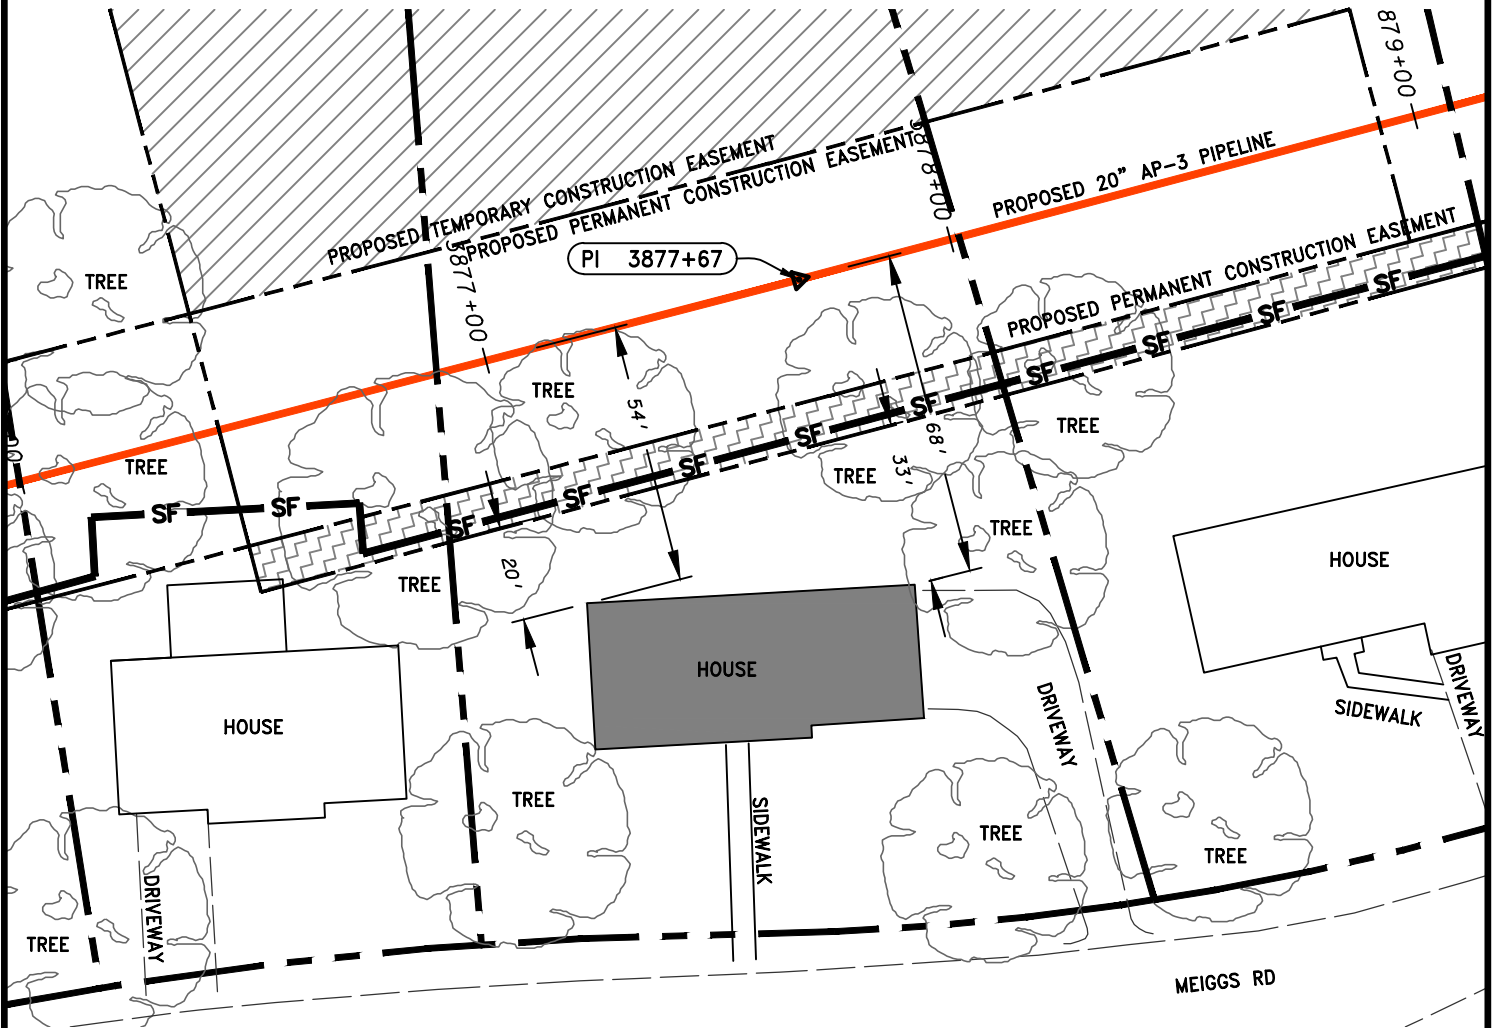 879+00
PROPOSED TEMPORARY CONSTRUCTION EASEMENT
PROPOSED PERMANENT CONSTRUCTION EASEMENT
3878+00
PROPOSED 20” AP-3 PIPELINE
PROPOSED PERMANENT CONSTRUCTION EASEMENT
PI 3877+67
3877+00
TREE
TREE
TREE
54'
68'
33'
20'
00
SF
SF
SF
SF
SF
SF
SF
SF
SF
SF
SF
SF
TREE
TREE
TREE
TREE
HOUSE
HOUSE
HOUSE
SIDEWALK
DRIVEWAY
DRIVEWAY
TREE
SIDEWALK
TREE
TREE
DRIVEWAY
TREE
MEIGGS RD